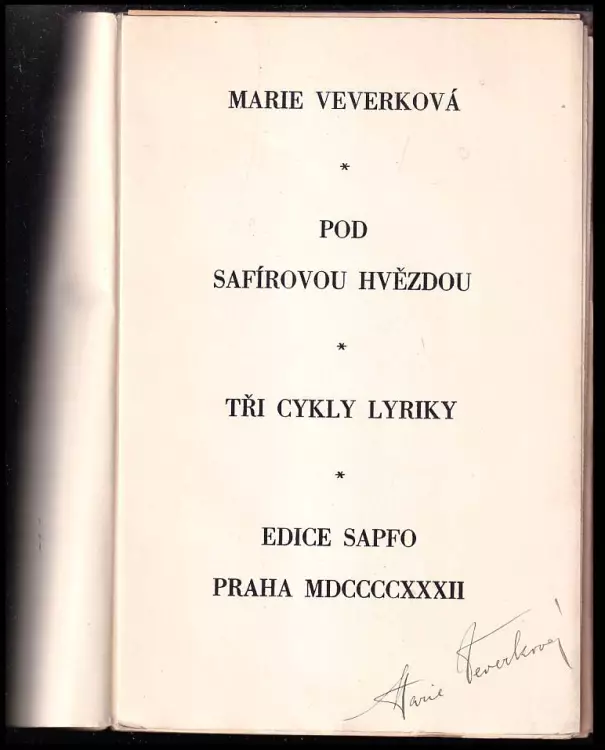 MARIE VEVERKOVÁ
*
POD
SAFÍROVOU HVĚZDOU
*
TŘI CYKLY LYRIKY
*
EDICE SAPFO
PRAHA MDCCCCXXXII
Marie Veverková